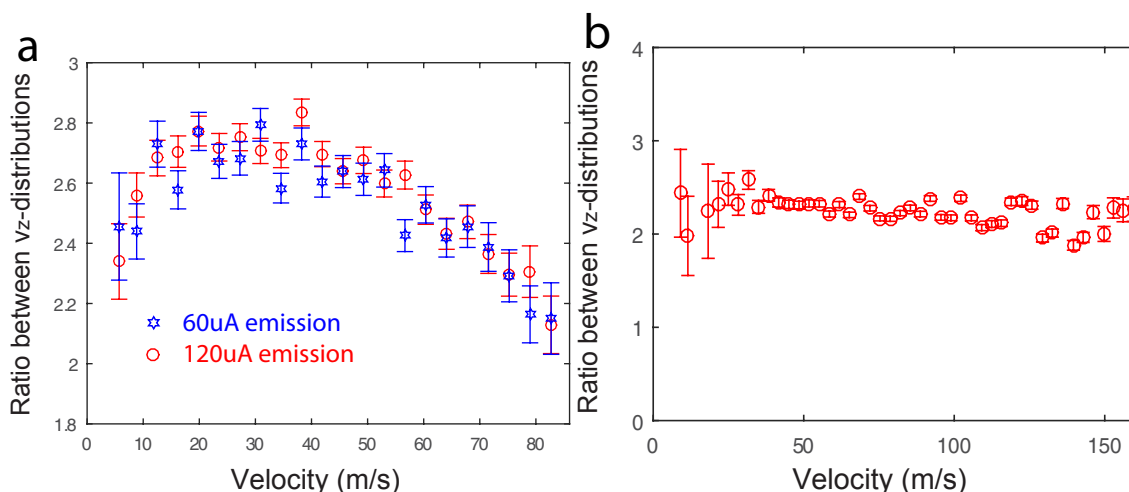 a
Ratio between vz-distributions
3
2.8
2.6
2.4
2.2
2
1.8
60uA emission
120uA emission
0 10 20 30 40 50 60 70 80
Velocity (m/s)
b
Ratio between vz-distributions
4
3
2
1
0
0 50 100 150
Velocity (m/s)